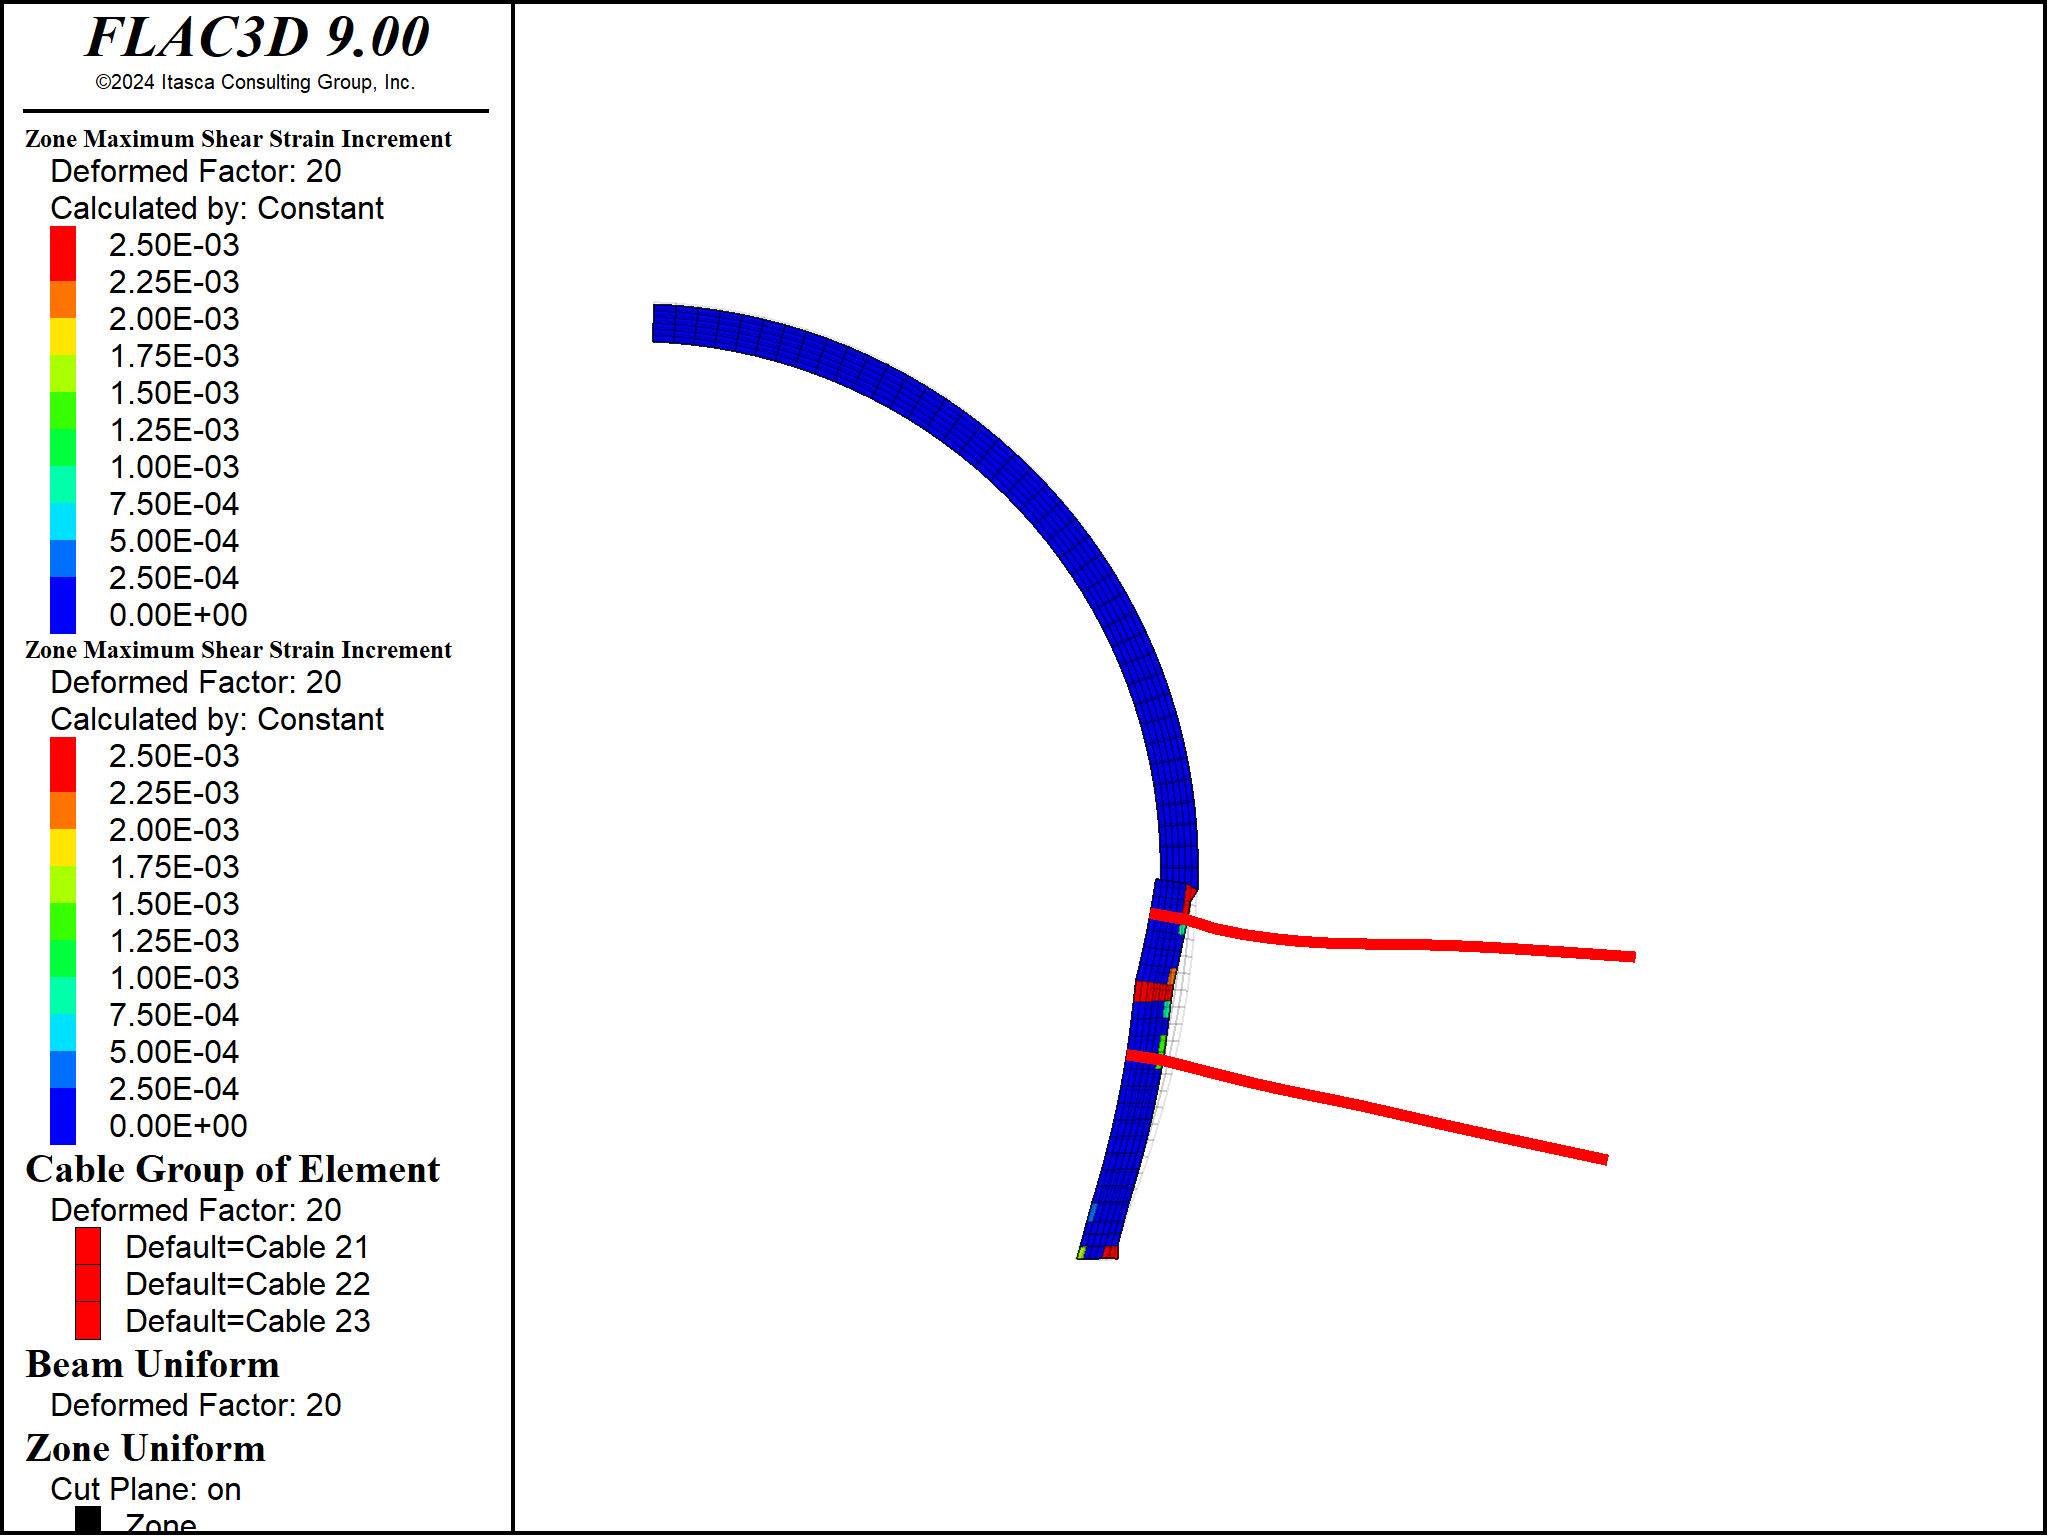 FLAC3D 9.00
©2024 Itasca Consulting Group, Inc.
Zone Maximum Shear Strain Increment
Deformed Factor: 20
Calculated by: Constant
2.50E-03
2.25E-03
2.00E-03
1.75E-03
1.50E-03
1.25E-03
1.00E-03
7.50E-04
5.00E-04
2.50E-04
0.00E+00
Zone Maximum Shear Strain Increment
Deformed Factor: 20
Calculated by: Constant
2.50E-03
2.25E-03
2.00E-03
1.75E-03
1.50E-03
1.25E-03
1.00E-03
7.50E-04
5.00E-04
2.50E-04
0.00E+00
Cable Group of Element
Deformed Factor: 20
Default=Cable 21
Default=Cable 22
Default=Cable 23
Beam Uniform
Deformed Factor: 20
Zone Uniform
Cut Plane: on
Zone